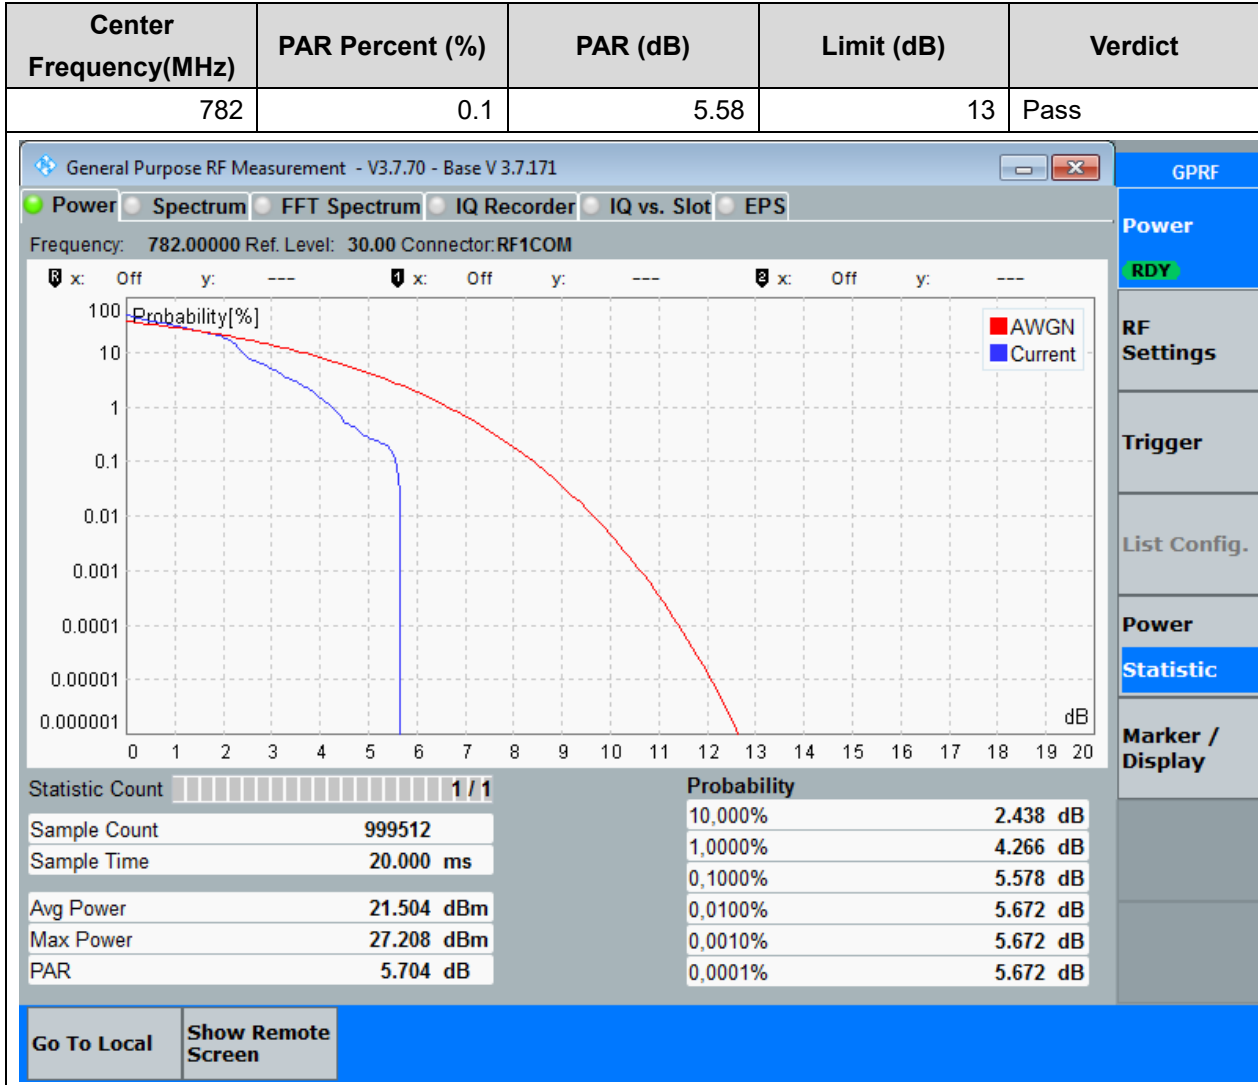 Center Frequency(MHz) PAR Percent (%) PAR (dB) Limit (dB) Verdict
782 0.1 5.58 13 Pass
General Purpose RF Measurement - V3.7.70 - Base V 3.7.171
GPRF
Power Spectrum FFT Spectrum IQ Recorder IQ vs. Slot EPS
Frequency: 782.00000 Ref. Level: 30.00 Connector: RF1COM
R x: Off y: --- 1 x: Off y: --- 2 x: Off y: ---
Probability[%]
AWGN
Current
100
10
1
0.1
0.01
0.001
0.0001
0.00001
0.000001
dB
0 1 2 3 4 5 6 7 8 9 10 11 12 13 14 15 16 17 18 19 20
Statistic Count 1 / 1
Sample Count 999512
Sample Time 20.000 ms
Avg Power 21.504 dBm
Max Power 27.208 dBm
PAR 5.704 dB
Probability
10,000% 2.438 dB
1,0000% 4.266 dB
0,1000% 5.578 dB
0,0100% 5.672 dB
0,0010% 5.672 dB
0,0001% 5.672 dB
Power
RDY
RF
Settings
Trigger
List Config.
Power
Statistic
Marker /
Display
Go To Local
Show Remote
Screen